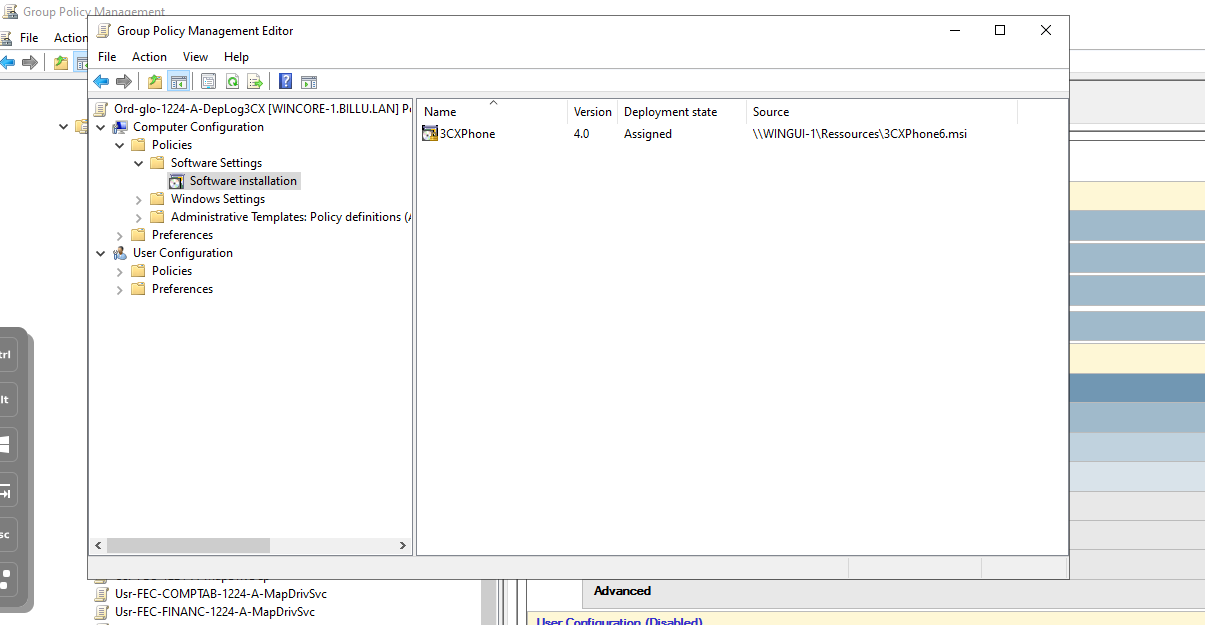 Group Policy Management
File Action
Group Policy Management Editor
File Action View Help
Ord-glo-1224-A-DepLog3CX [WINCORE-1.BILLU.LAN]
Computer Configuration
Policies
Software Settings
Software installation
Windows Settings
Administrative Templates: Policy definitions
Preferences
User Configuration
Policies
Preferences
Name Version Deployment state Source
3CXPhone 4.0 Assigned \\WINGUI-1\Ressources\3CXPhone6.msi
Usr-FEC-COMPTAB-1224-A-MapDrivSvc
Usr-FEC-FINANC-1224-A-MapDrivSvc
Advanced
User Configuration (Disabled)